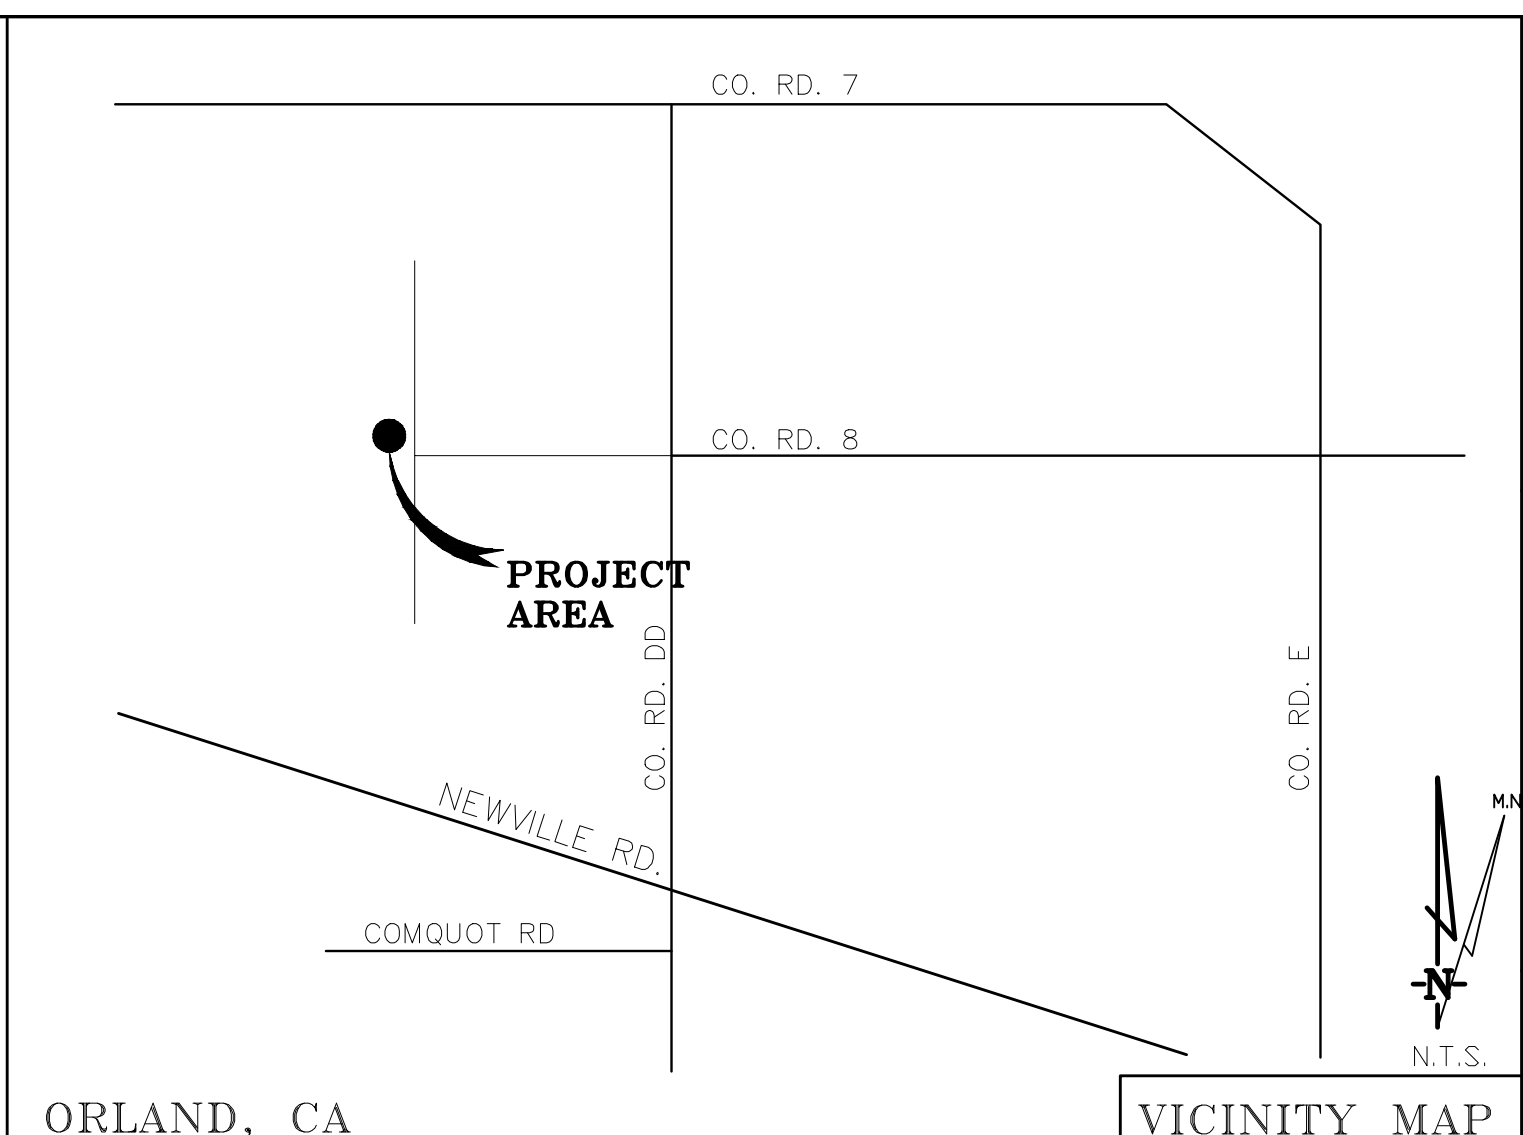 CO. RD. 7
CO. RD. 8
PROJECT
AREA
CO. RD. DD
CO. RD. E
NEWVILLE RD.
COMQUOT RD
M.N
N
N.T.S.
ORLAND, CA
VICINITY MAP